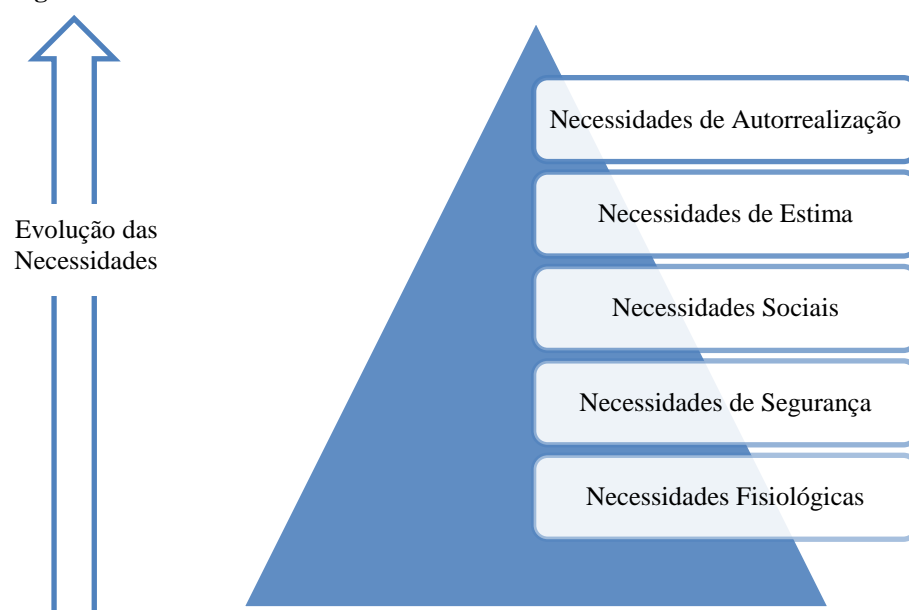 Necessidades de Autorrealização
Necessidades de Estima
Evolução das
Necessidades
Necessidades Sociais
Necessidades de Segurança
Necessidades Fisiológicas